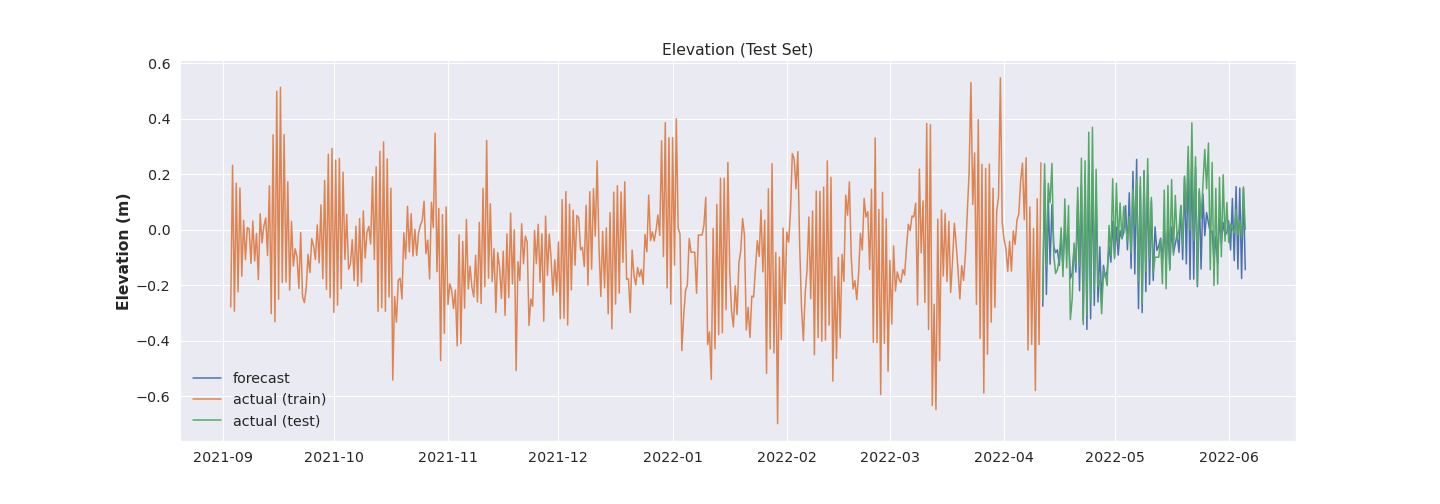 Elevation (Test Set)
Elevation (m)
0.6
0.4
0.2
0.0
−0.2
−0.4
−0.6
forecast
actual (train)
actual (test)
2021-09 2021-10 2021-11 2021-12 2022-01 2022-02 2022-03 2022-04 2022-05 2022-06